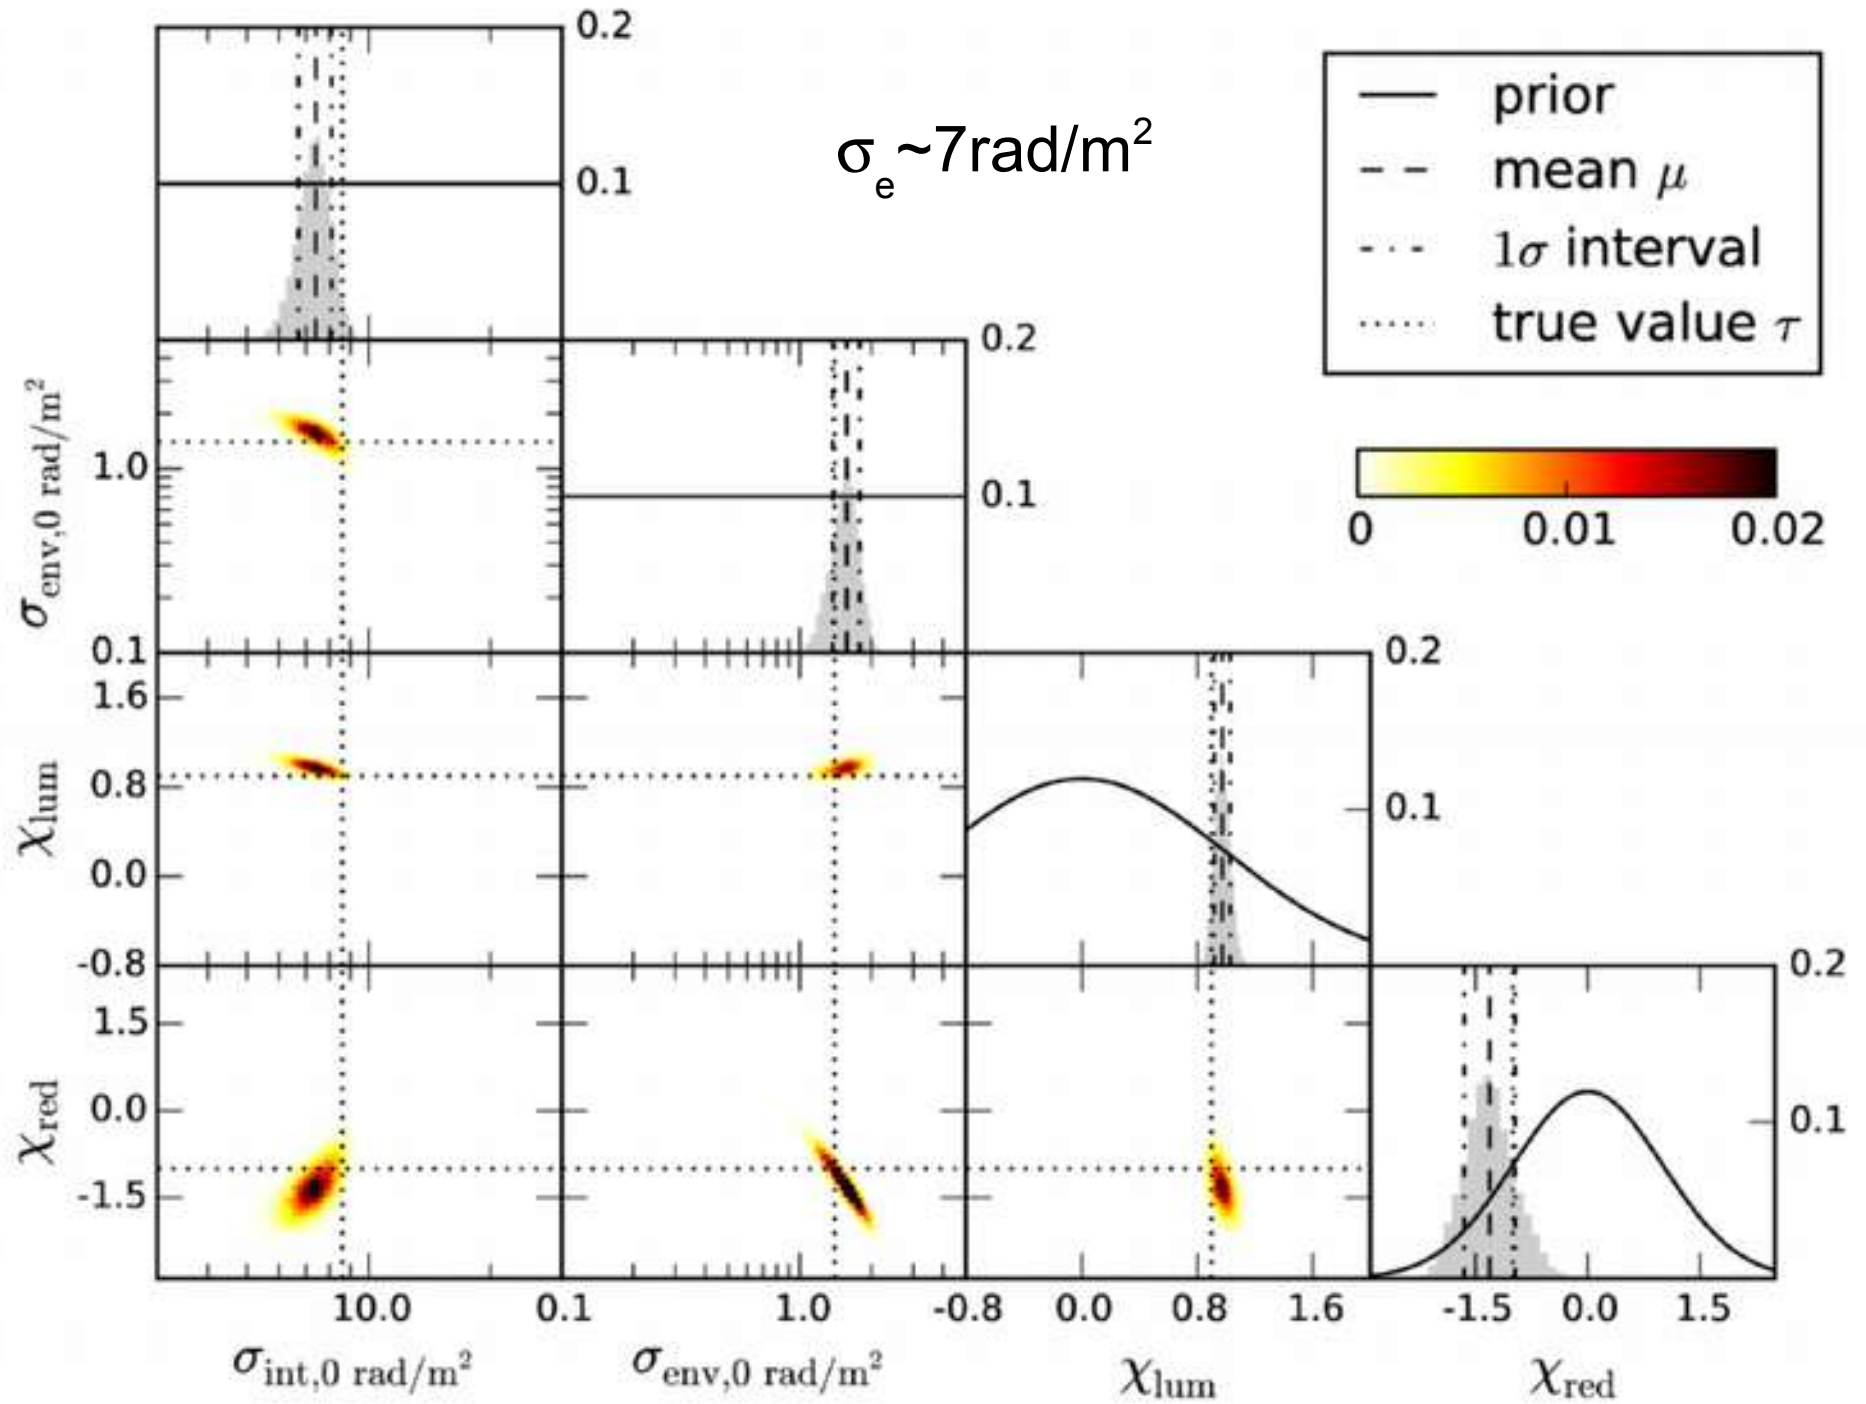 0.2
0.1
σe~7rad/m2
prior
mean μ
1σ interval
true value τ
0.2
0.1
σenv,0 rad/m2
1.0
0.1
0 0.01 0.02
χlum
1.6
0.8
0.0
-0.8
0.2
0.1
χred
1.5
0.0
-1.5
0.2
0.1
10.0 0.1 1.0 -0.8 0.0 0.8 1.6 -1.5 0.0 1.5
σint,0 rad/m2 σenv,0 rad/m2 χlum χred